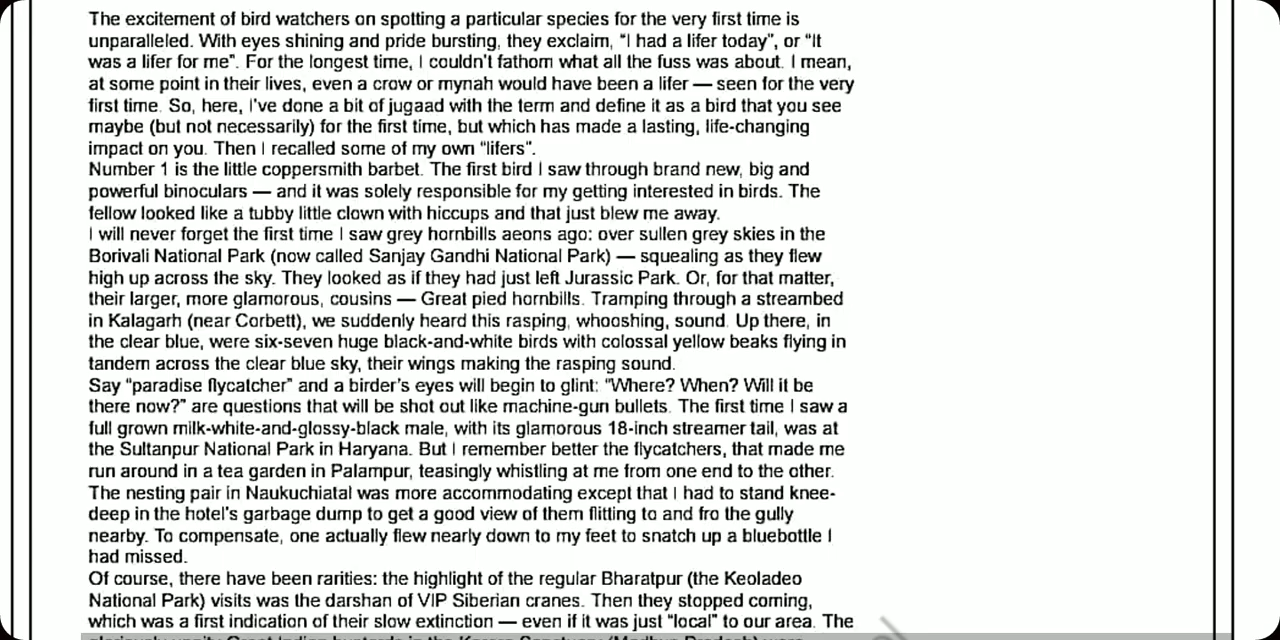 The excitement of bird watchers on spotting a particular species for the very first time is
unparalleled. With eyes shining and pride bursting, they exclaim, “I had a lifer today”, or “It
was a lifer for me”. For the longest time, I couldn't fathom what all the fuss was about. I mean,
at some point in their lives, even a crow or mynah would have been a lifer — seen for the very
first time. So, here, I've done a bit of jugaad with the term and define it as a bird that you see
maybe (but not necessarily) for the first time, but which has made a lasting, life-changing
impact on you. Then I recalled some of my own “lifers”.
Number 1 is the little coppersmith barbet. The first bird I saw through brand new, big and
powerful binoculars — and it was solely responsible for my getting interested in birds. The
fellow looked like a tubby little clown with hiccups and that just blew me away.
I will never forget the first time I saw grey hornbills aeons ago: over sullen grey skies in the
Borivali National Park (now called Sanjay Gandhi National Park) — squealing as they flew
high up across the sky. They looked as if they had just left Jurassic Park. Or, for that matter,
their larger, more glamorous, cousins — Great pied hornbills. Tramping through a streambed
in Kalagarh (near Corbett), we suddenly heard this rasping, whooshing, sound. Up there, in
the clear blue, were six-seven huge black-and-white birds with colossal yellow beaks flying in
tandem across the clear blue sky, their wings making the rasping sound.
Say “paradise flycatcher” and a birder's eyes will begin to glint: “Where? When? Will it be
there now?” are questions that will be shot out like machine-gun bullets. The first time I saw a
full grown milk-white-and-glossy-black male, with its glamorous 18-inch streamer tail, was at
the Sultanpur National Park in Haryana. But I remember better the flycatchers, that made me
run around in a tea garden in Palampur, teasingly whistling at me from one end to the other.
The nesting pair in Naukuchiatal was more accommodating except that I had to stand knee-
deep in the hotel's garbage dump to get a good view of them flitting to and fro the gully
nearby. To compensate, one actually flew nearly down to my feet to snatch up a bluebottle I
had missed.
Of course, there have been rarities: the highlight of the regular Bharatpur (the Keoladeo
National Park) visits was the darshan of VIP Siberian cranes. Then they stopped coming,
which was a first indication of their slow extinction — even if it was just “local” to our area. The